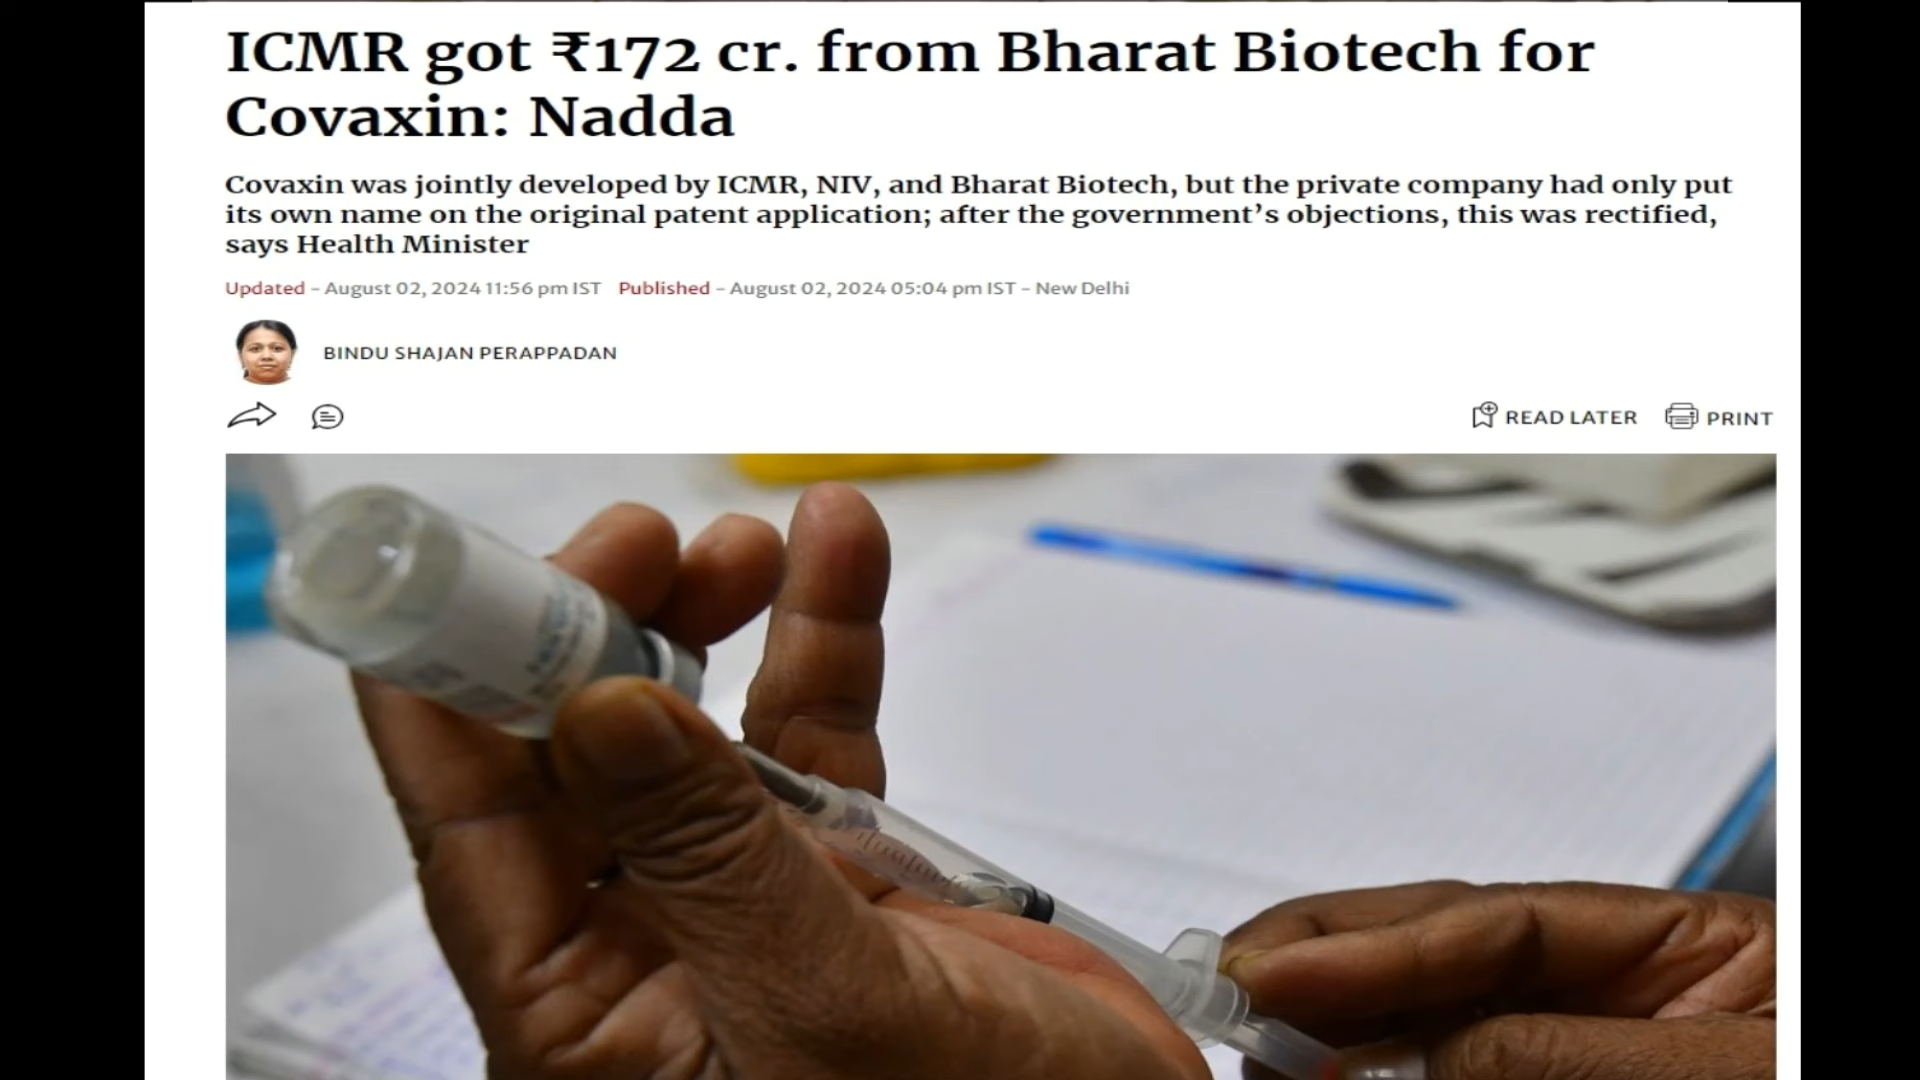 ICMR got ₹172 cr. from Bharat Biotech for
Covaxin: Nadda
Covaxin was jointly developed by ICMR, NIV, and Bharat Biotech, but the private company had only put
its own name on the original patent application; after the government’s objections, this was rectified,
says Health Minister
Updated - August 02, 2024 11:56 pm IST Published - August 02, 2024 05:04 pm IST - New Delhi
BINDU SHAJAN PERAPPADAN
READ LATER PRINT